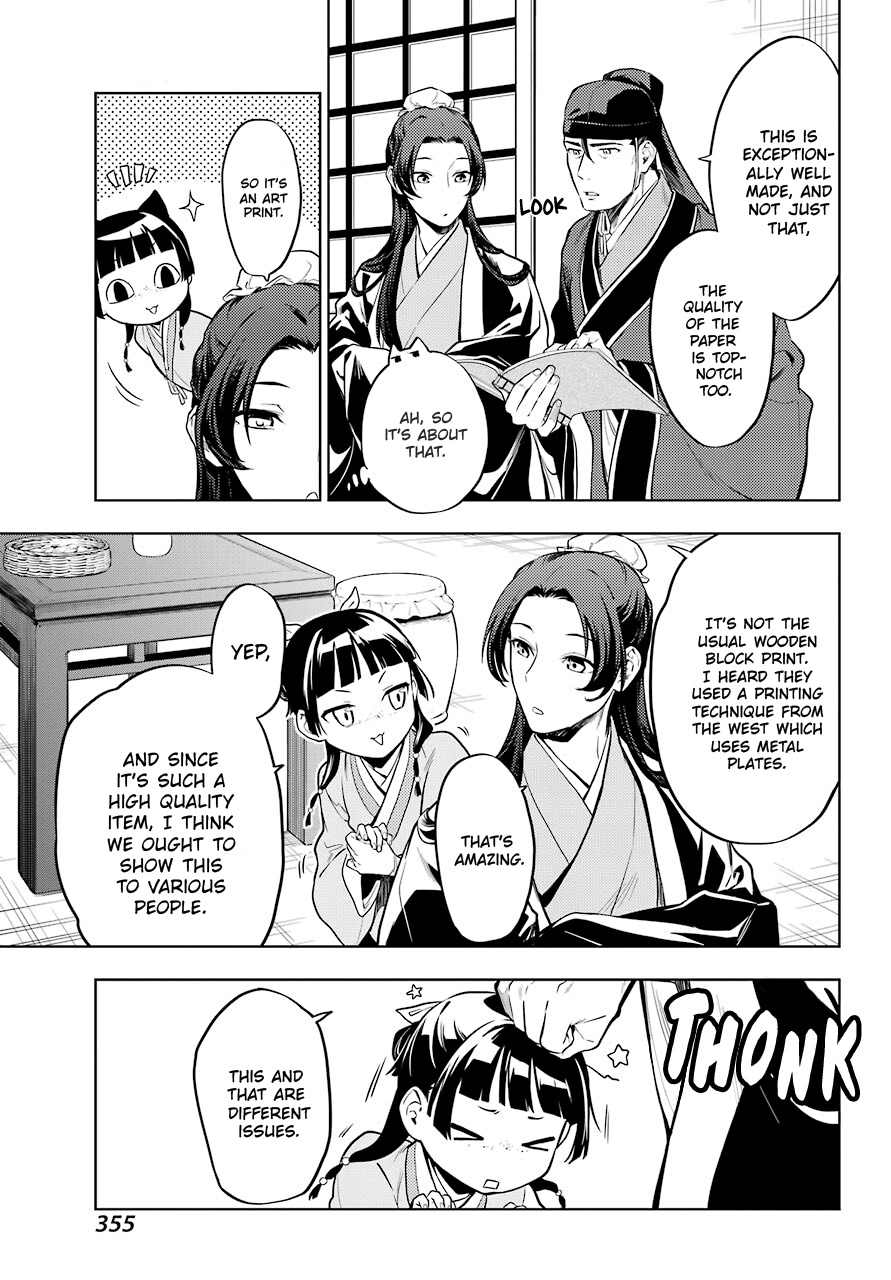 THIS IS
EXCEPTION-
ALLY WELL
MADE, AND
NOT JUST
THAT,
THE
QUALITY
OF THE
PAPER
IS TOP-
NOTCH
TOO.
LOOK
AH, SO
IT'S ABOUT
THAT.
SO IT'S
AN ART
PRINT.
IT'S NOT THE
USUAL WOODEN
BLOCK PRINT.
I HEARD THEY
USED A PRINTING
TECHNIQUE FROM
THE WEST WHICH
USES METAL
PLATES.
THAT'S
AMAZING.
YEP,
AND SINCE
IT'S SUCH A
HIGH QUALITY
ITEM, I THINK
WE OUGHT TO
SHOW THIS
TO VARIOUS
PEOPLE.
THONK
THIS AND
THAT ARE
DIFFERENT
ISSUES.
355